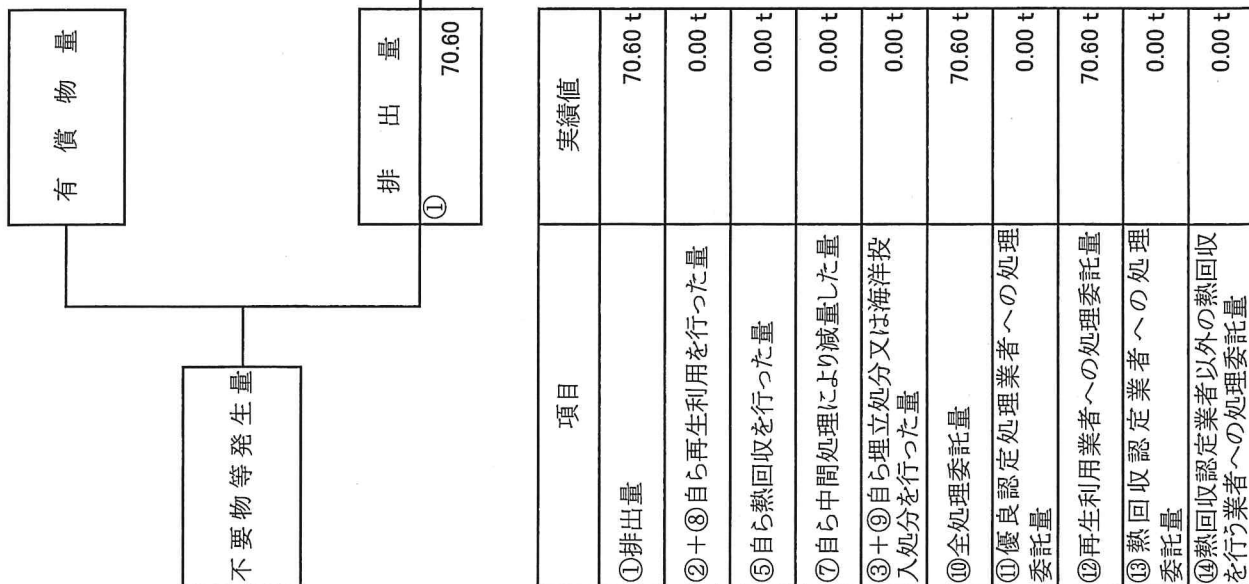 有償物量
不要物等発生量
排出量
①
70.60
項目 実績値
①排出量 70.60 t
②+⑧自ら再生利用を行った量 0.00 t
⑤自ら熱回収を行った量 0.00 t
⑦自ら中間処理により減量した量 0.00 t
③+⑨自ら埋立処分又は海洋投
入処分を行った量 0.00 t
⑩全処理委託量 70.60 t
⑪優良認定処理業者への処理
委託量 0.00 t
⑫再生利用業者への処理委託量 70.60 t
⑬熱回収認定業者への処理
委託量 0.00 t
⑭熱回収認定業者以外の熱回収
を行う業者への処理委託量 0.00 t